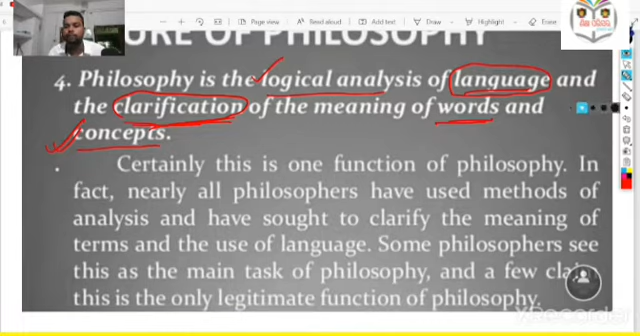 Page view
Read aloud
Add text
Draw
Highlight
Erase
URE OF PHILOSOPHY
4. Philosophy is the logical analysis of language and
the clarification of the meaning of words and
concepts.
. Certainly this is one function of philosophy. In
fact, nearly all philosophers have used methods of
analysis and have sought to clarify the meaning of
terms and the use of language. Some philosophers see
this as the main task of philosophy, and a few claim
this is the only legitimate function of philosophy.
XRecorder